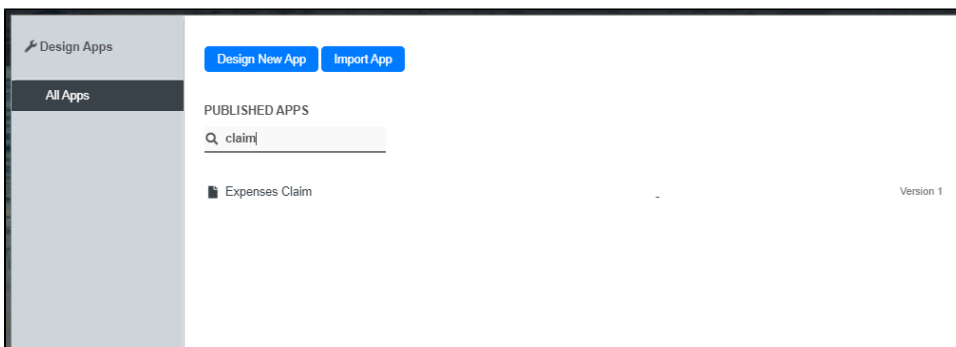 Design Apps
All Apps
Design New App Import App
PUBLISHED APPS
claim
Expenses Claim - Version 1